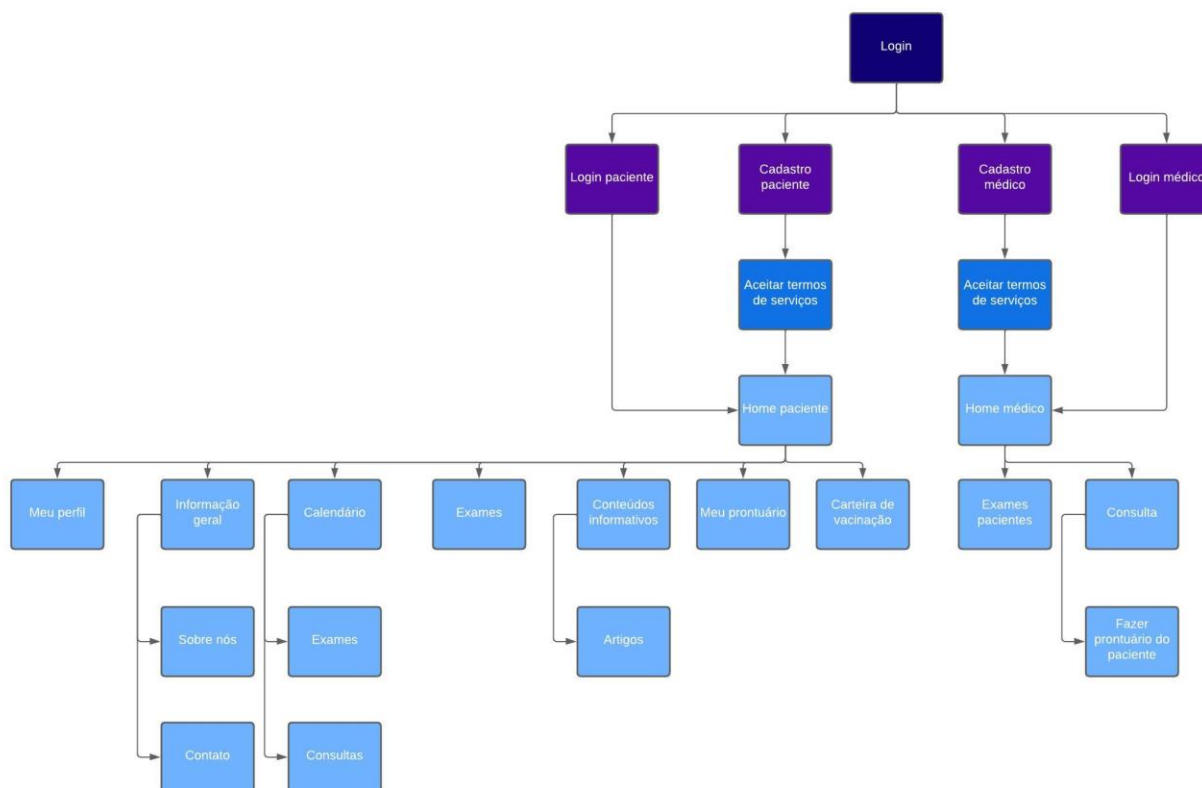 Login
Login paciente
Cadastro
paciente
Cadastro
médico
Login médico
Aceitar termos
de serviços
Aceitar termos
de serviços
Home paciente
Home médico
Meu perfil
Informação
geral
Calendário
Exames
Conteúdos
informativos
Meu prontuário
Carteira de
vacinação
Exames
pacientes
Consulta
Sobre nós
Exames
Artigos
Fazer
prontuário do
paciente
Contato
Consultas